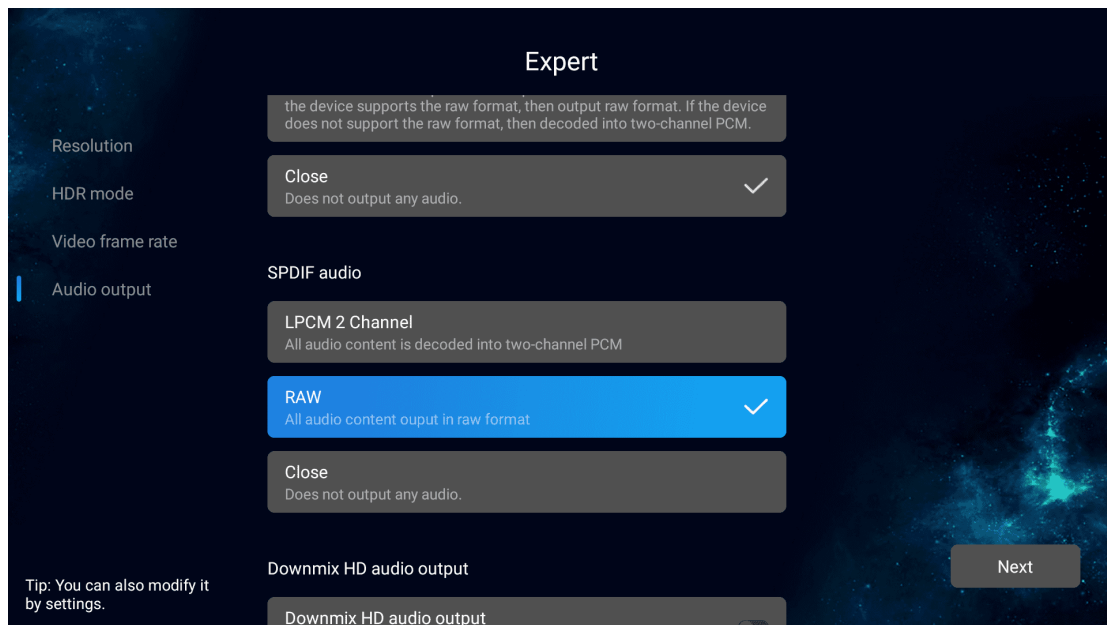 Expert
the device supports the raw format, then output raw format. If the device
does not support the raw format, then decoded into two-channel PCM.
Resolution
HDR mode
Video frame rate
Audio output
Close
Does not output any audio.
SPDIF audio
LPCM 2 Channel
All audio content is decoded into two-channel PCM
RAW
All audio content ouput in raw format
Close
Does not output any audio.
Downmix HD audio output
Downmix HD audio output
Tip: You can also modify it
by settings.
Next